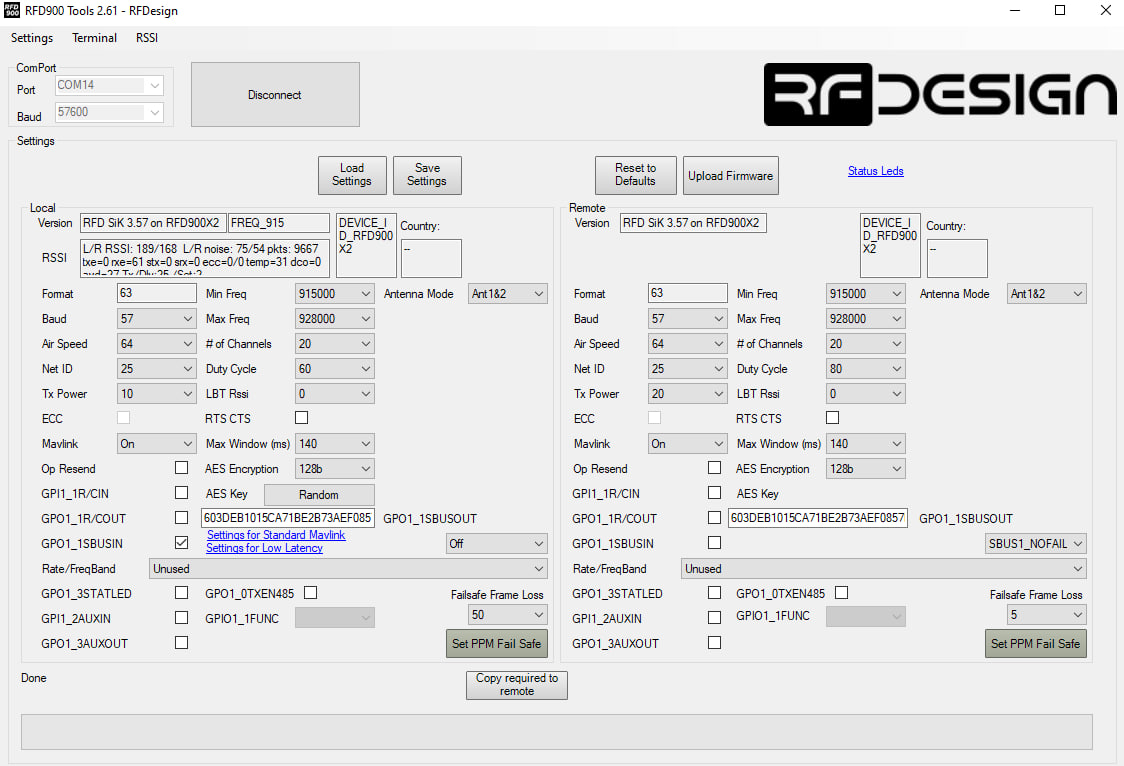 RFD900 Tools 2.61 - RFDesign
Settings Terminal RSSI
ComPort
Port COM14
Baud 57600
Disconnect
RFDESIGN
Settings
Load Settings
Save Settings
Reset to Defaults
Upload Firmware
Status Leds
Local
Version RFD SiK 3.57 on RFD900X2 FREQ_915 DEVICE_ID_RFD900X2 Country: --
RSSI L/R RSSI: 189/168 L/R noise: 75/54 pkts: 9667
txe=0 rxe=61 stx=0 srx=0 ecc=0/0 temp=31 dco=0
Format 63 Min Freq 915000 Antenna Mode Ant1&2
Baud 57 Max Freq 928000
Air Speed 64 # of Channels 20
Net ID 25 Duty Cycle 60
Tx Power 10 LBT Rssi 0
ECC RTS CTS
Mavlink On Max Window (ms) 140
Op Resend AES Encryption 128b
GPI1_1R/CIN AES Key Random
GPO1_1R/COUT 603DEB1015CA71BE2B73AEF085 GPO1_1SBUSOUT
Settings for Standard Mavlink
GPO1_1SBUSIN Settings for Low Latency Off
Rate/FreqBand Unused
GPO1_3STATLED GPO1_0TXEN485 Failsafe Frame Loss
GPI1_2AUXIN GPIO1_1FUNC 50
GPO1_3AUXOUT Set PPM Fail Safe
Remote
Version RFD SiK 3.57 on RFD900X2 DEVICE_ID_RFD900X2 Country: --
Format 63 Min Freq 915000 Antenna Mode Ant1&2
Baud 57 Max Freq 928000
Air Speed 64 # of Channels 20
Net ID 25 Duty Cycle 80
Tx Power 20 LBT Rssi 0
ECC RTS CTS
Mavlink On Max Window (ms) 140
Op Resend AES Encryption 128b
GPI1_1R/CIN AES Key
GPO1_1R/COUT 603DEB1015CA71BE2B73AEF0857 GPO1_1SBUSOUT
GPO1_1SBUSIN SBUS1_NOFAIL
Rate/FreqBand Unused
GPO1_3STATLED GPO1_0TXEN485 Failsafe Frame Loss
GPI1_2AUXIN GPIO1_1FUNC 5
GPO1_3AUXOUT Set PPM Fail Safe
Done
Copy required to remote